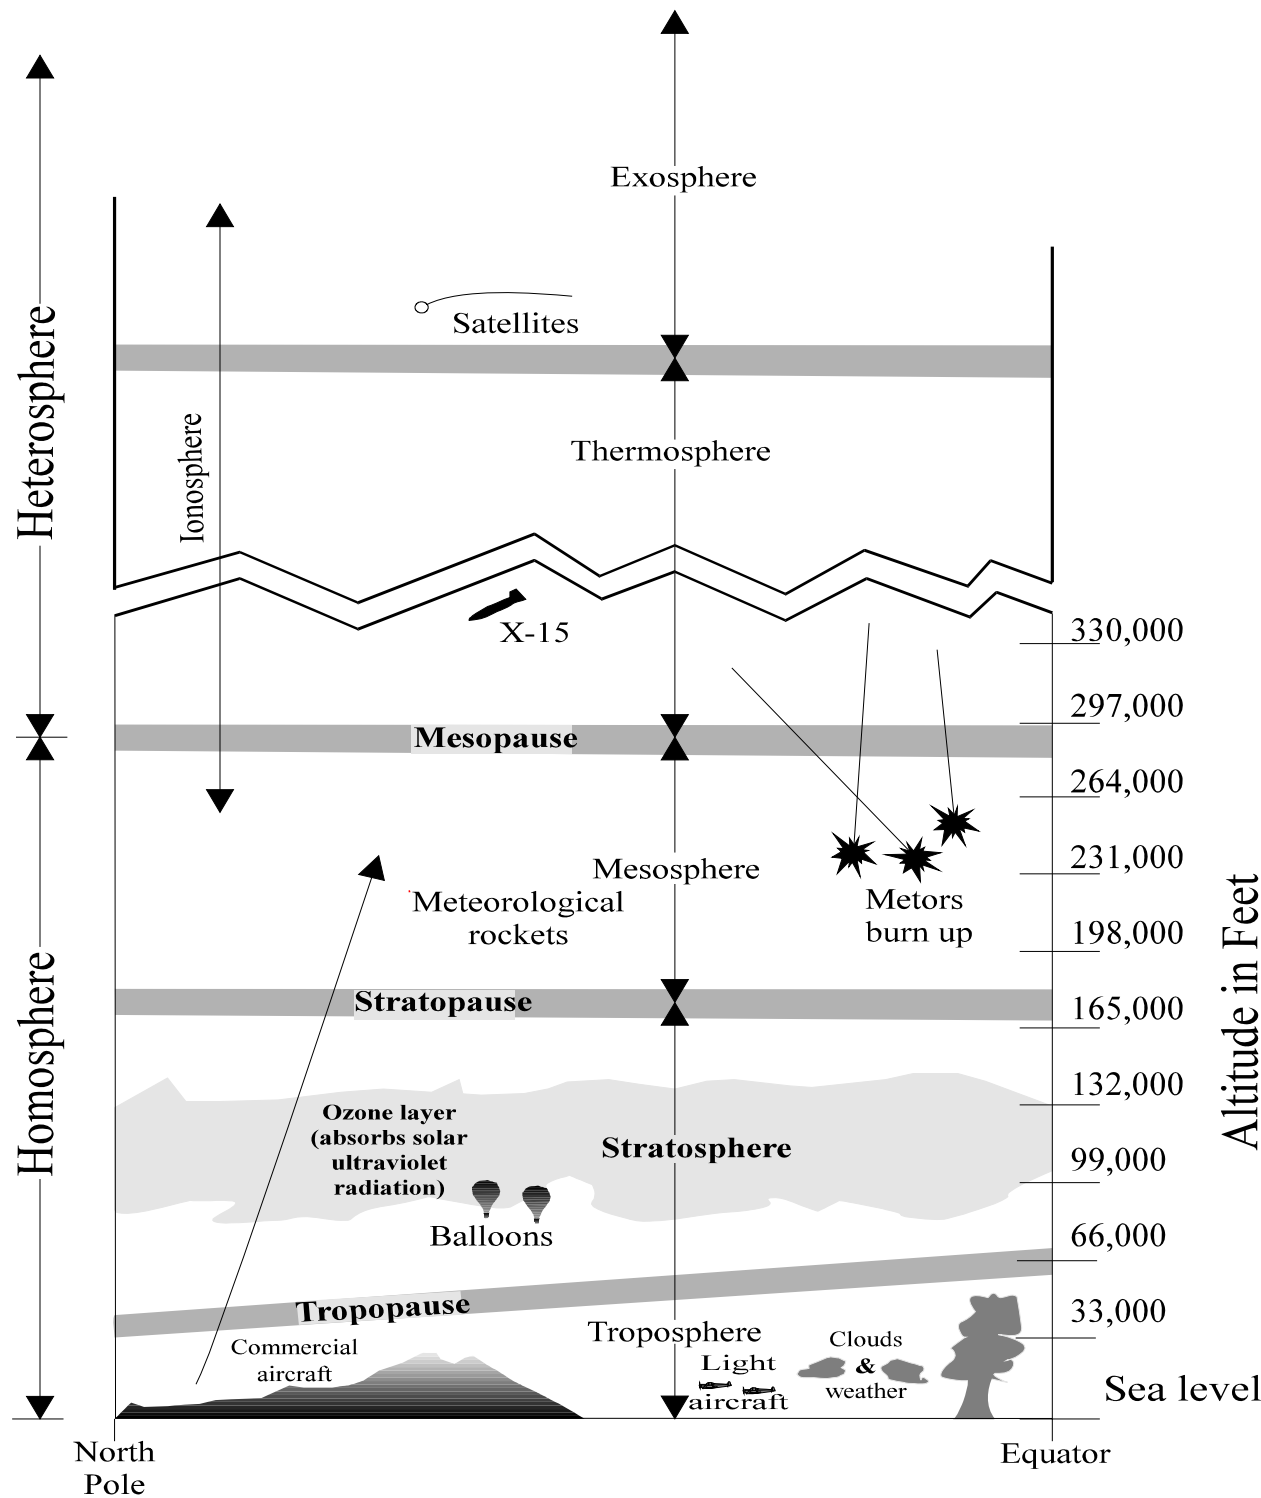 Exosphere
Satellites
Heterosphere
Ionosphere
Thermosphere
X-15
330,000
297,000
Mesopause
264,000
231,000
Mesosphere
Meteorological
rockets
Metors
burn up
198,000
Stratopause
165,000
Altitude in Feet
Homosphere
132,000
Ozone layer
(absorbs solar
ultraviolet
radiation)
Stratosphere
99,000
Balloons
66,000
Tropopause
33,000
Troposphere
Commercial
aircraft
Light
aircraft
Clouds
&
weather
Sea level
North
Pole
Equator